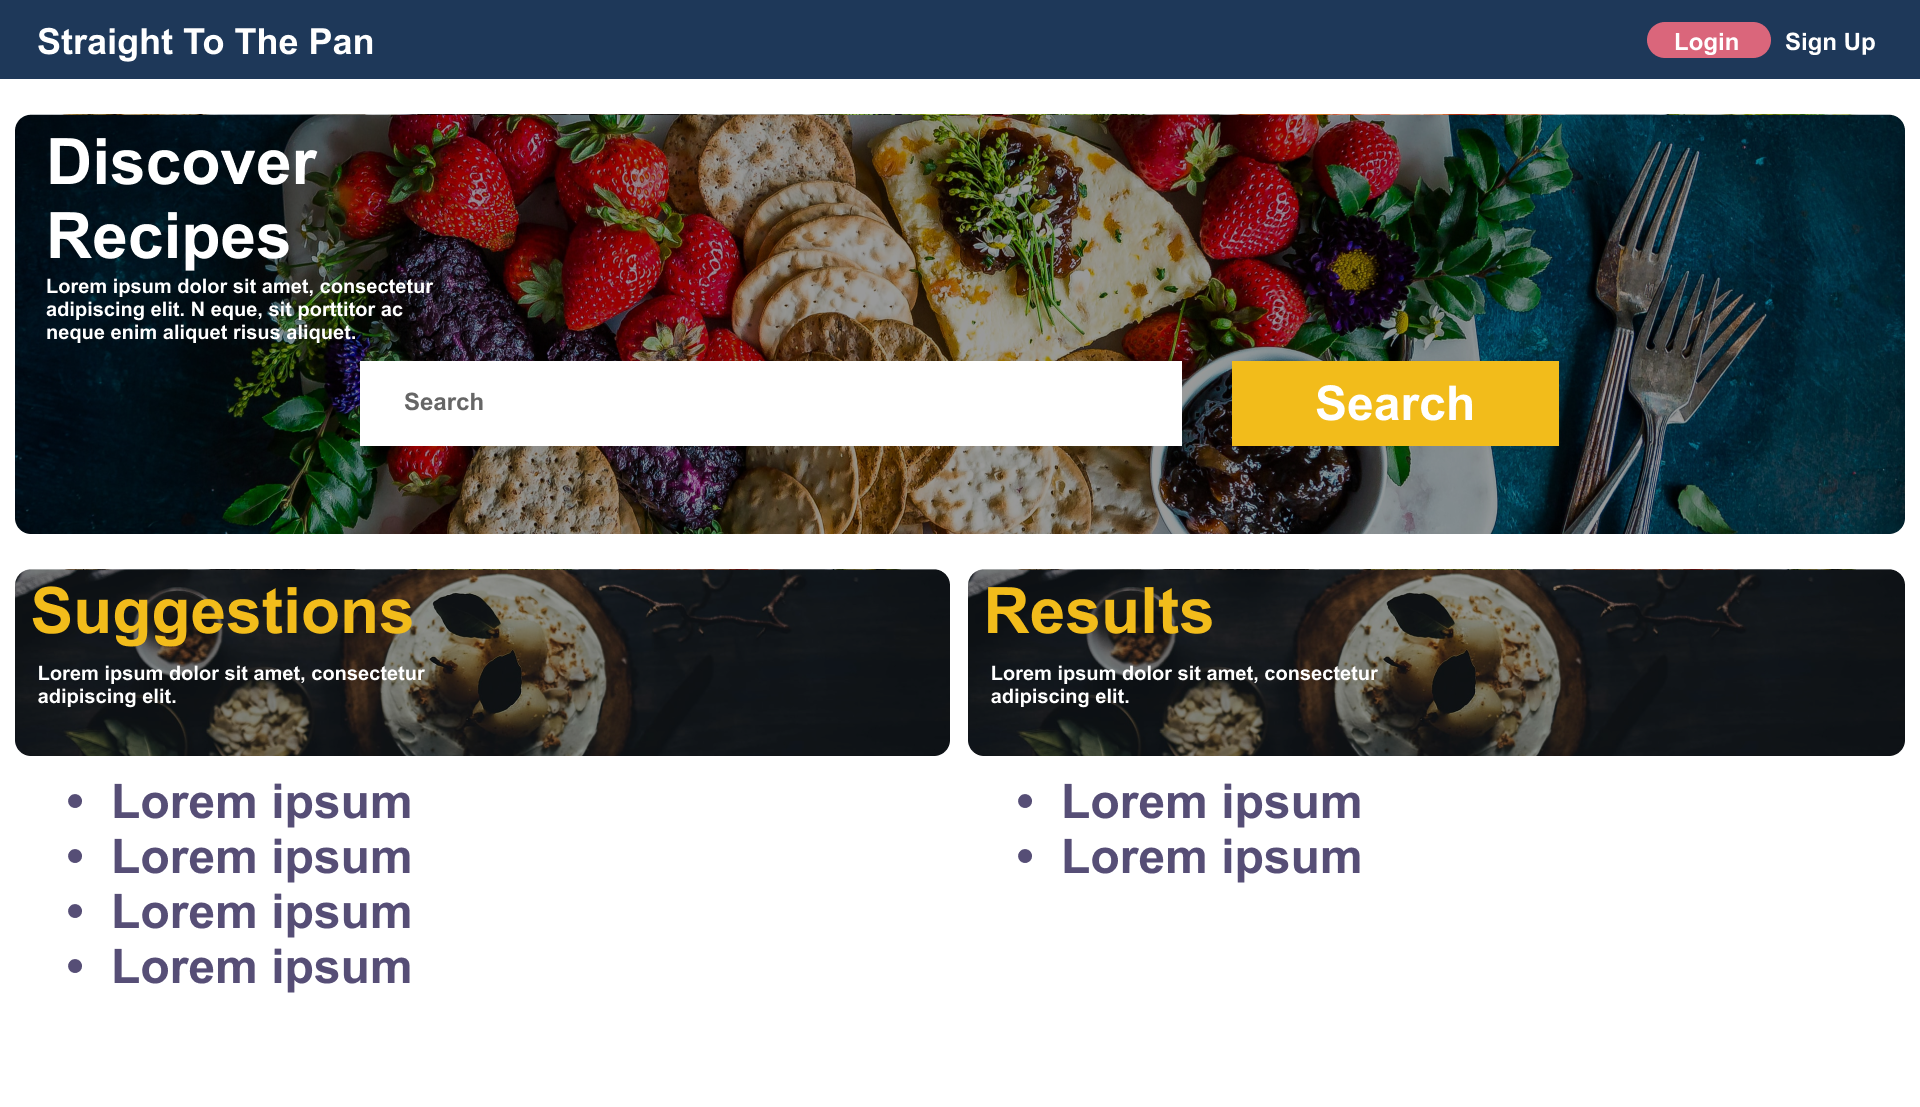 Straight To The Pan
Login
Sign Up
Discover
Recipes
Lorem ipsum dolor sit amet, consectetur
adipiscing elit. N eque, sit porttitor ac
neque enim aliquet risus aliquet.
Search
Search
Suggestions
Lorem ipsum dolor sit amet, consectetur
adipiscing elit.
Results
Lorem ipsum dolor sit amet, consectetur
adipiscing elit.
• Lorem ipsum
• Lorem ipsum
• Lorem ipsum
• Lorem ipsum
• Lorem ipsum
• Lorem ipsum